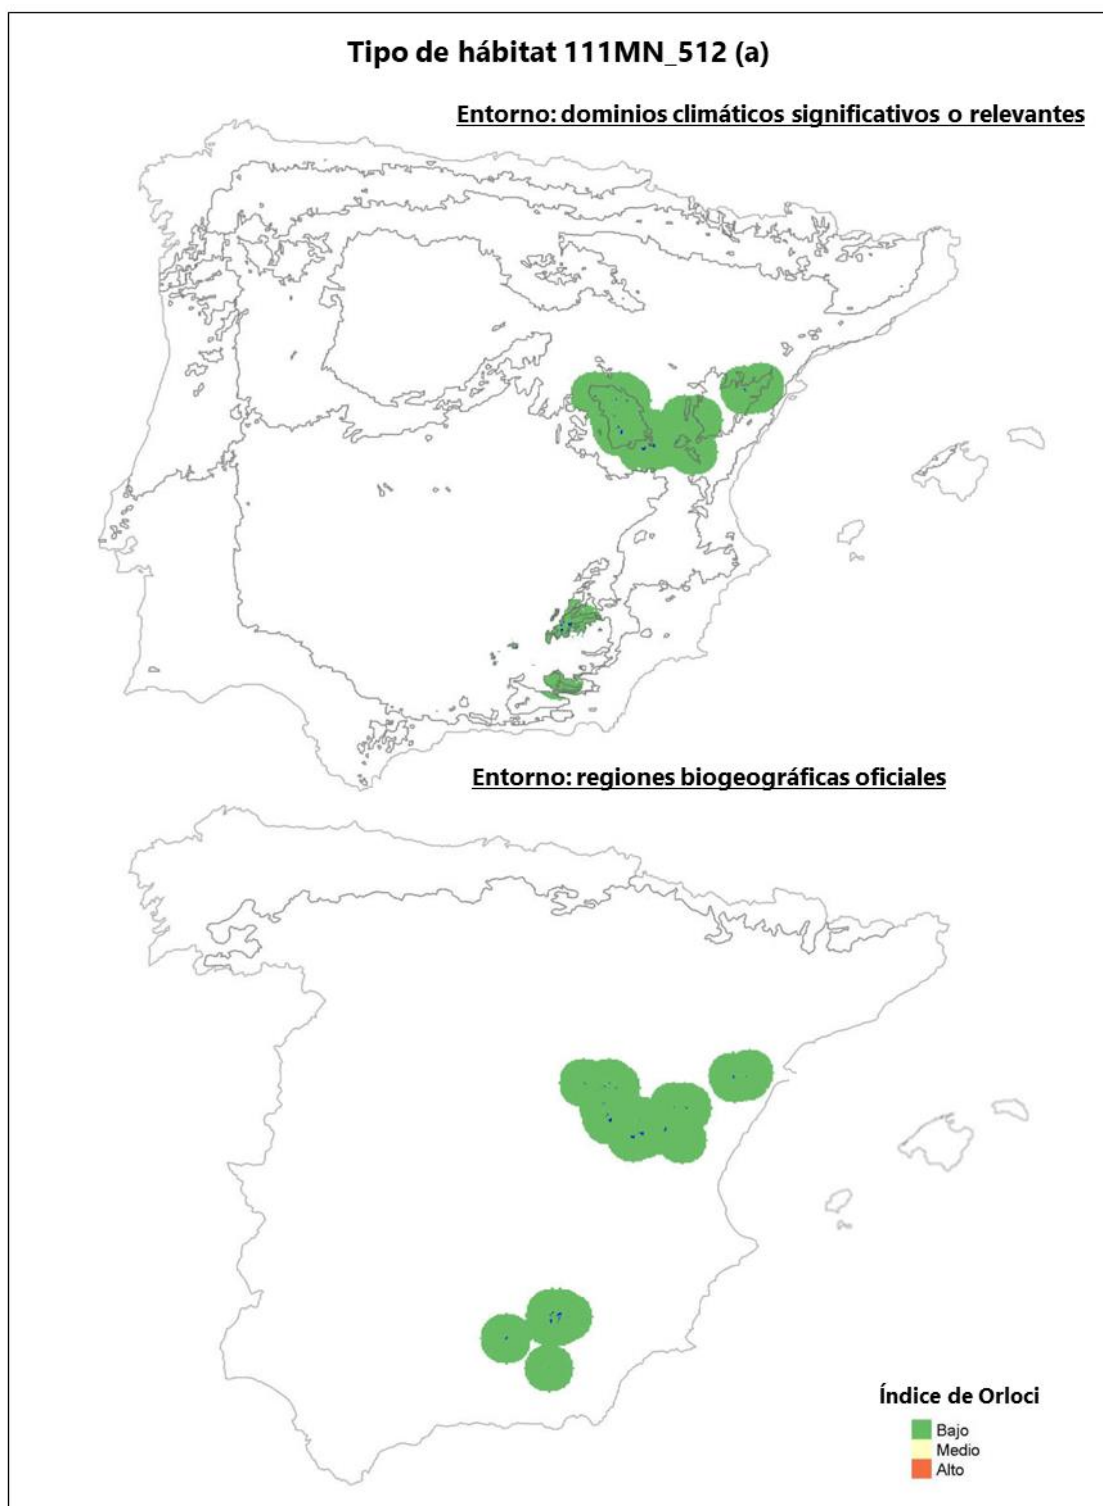 Tipo de hábitat 111MN_512 (a)
Entorno: dominios climáticos significativos o relevantes
Entorno: regiones biogeográficas oficiales
Índice de Orloci
Bajo
Medio
Alto